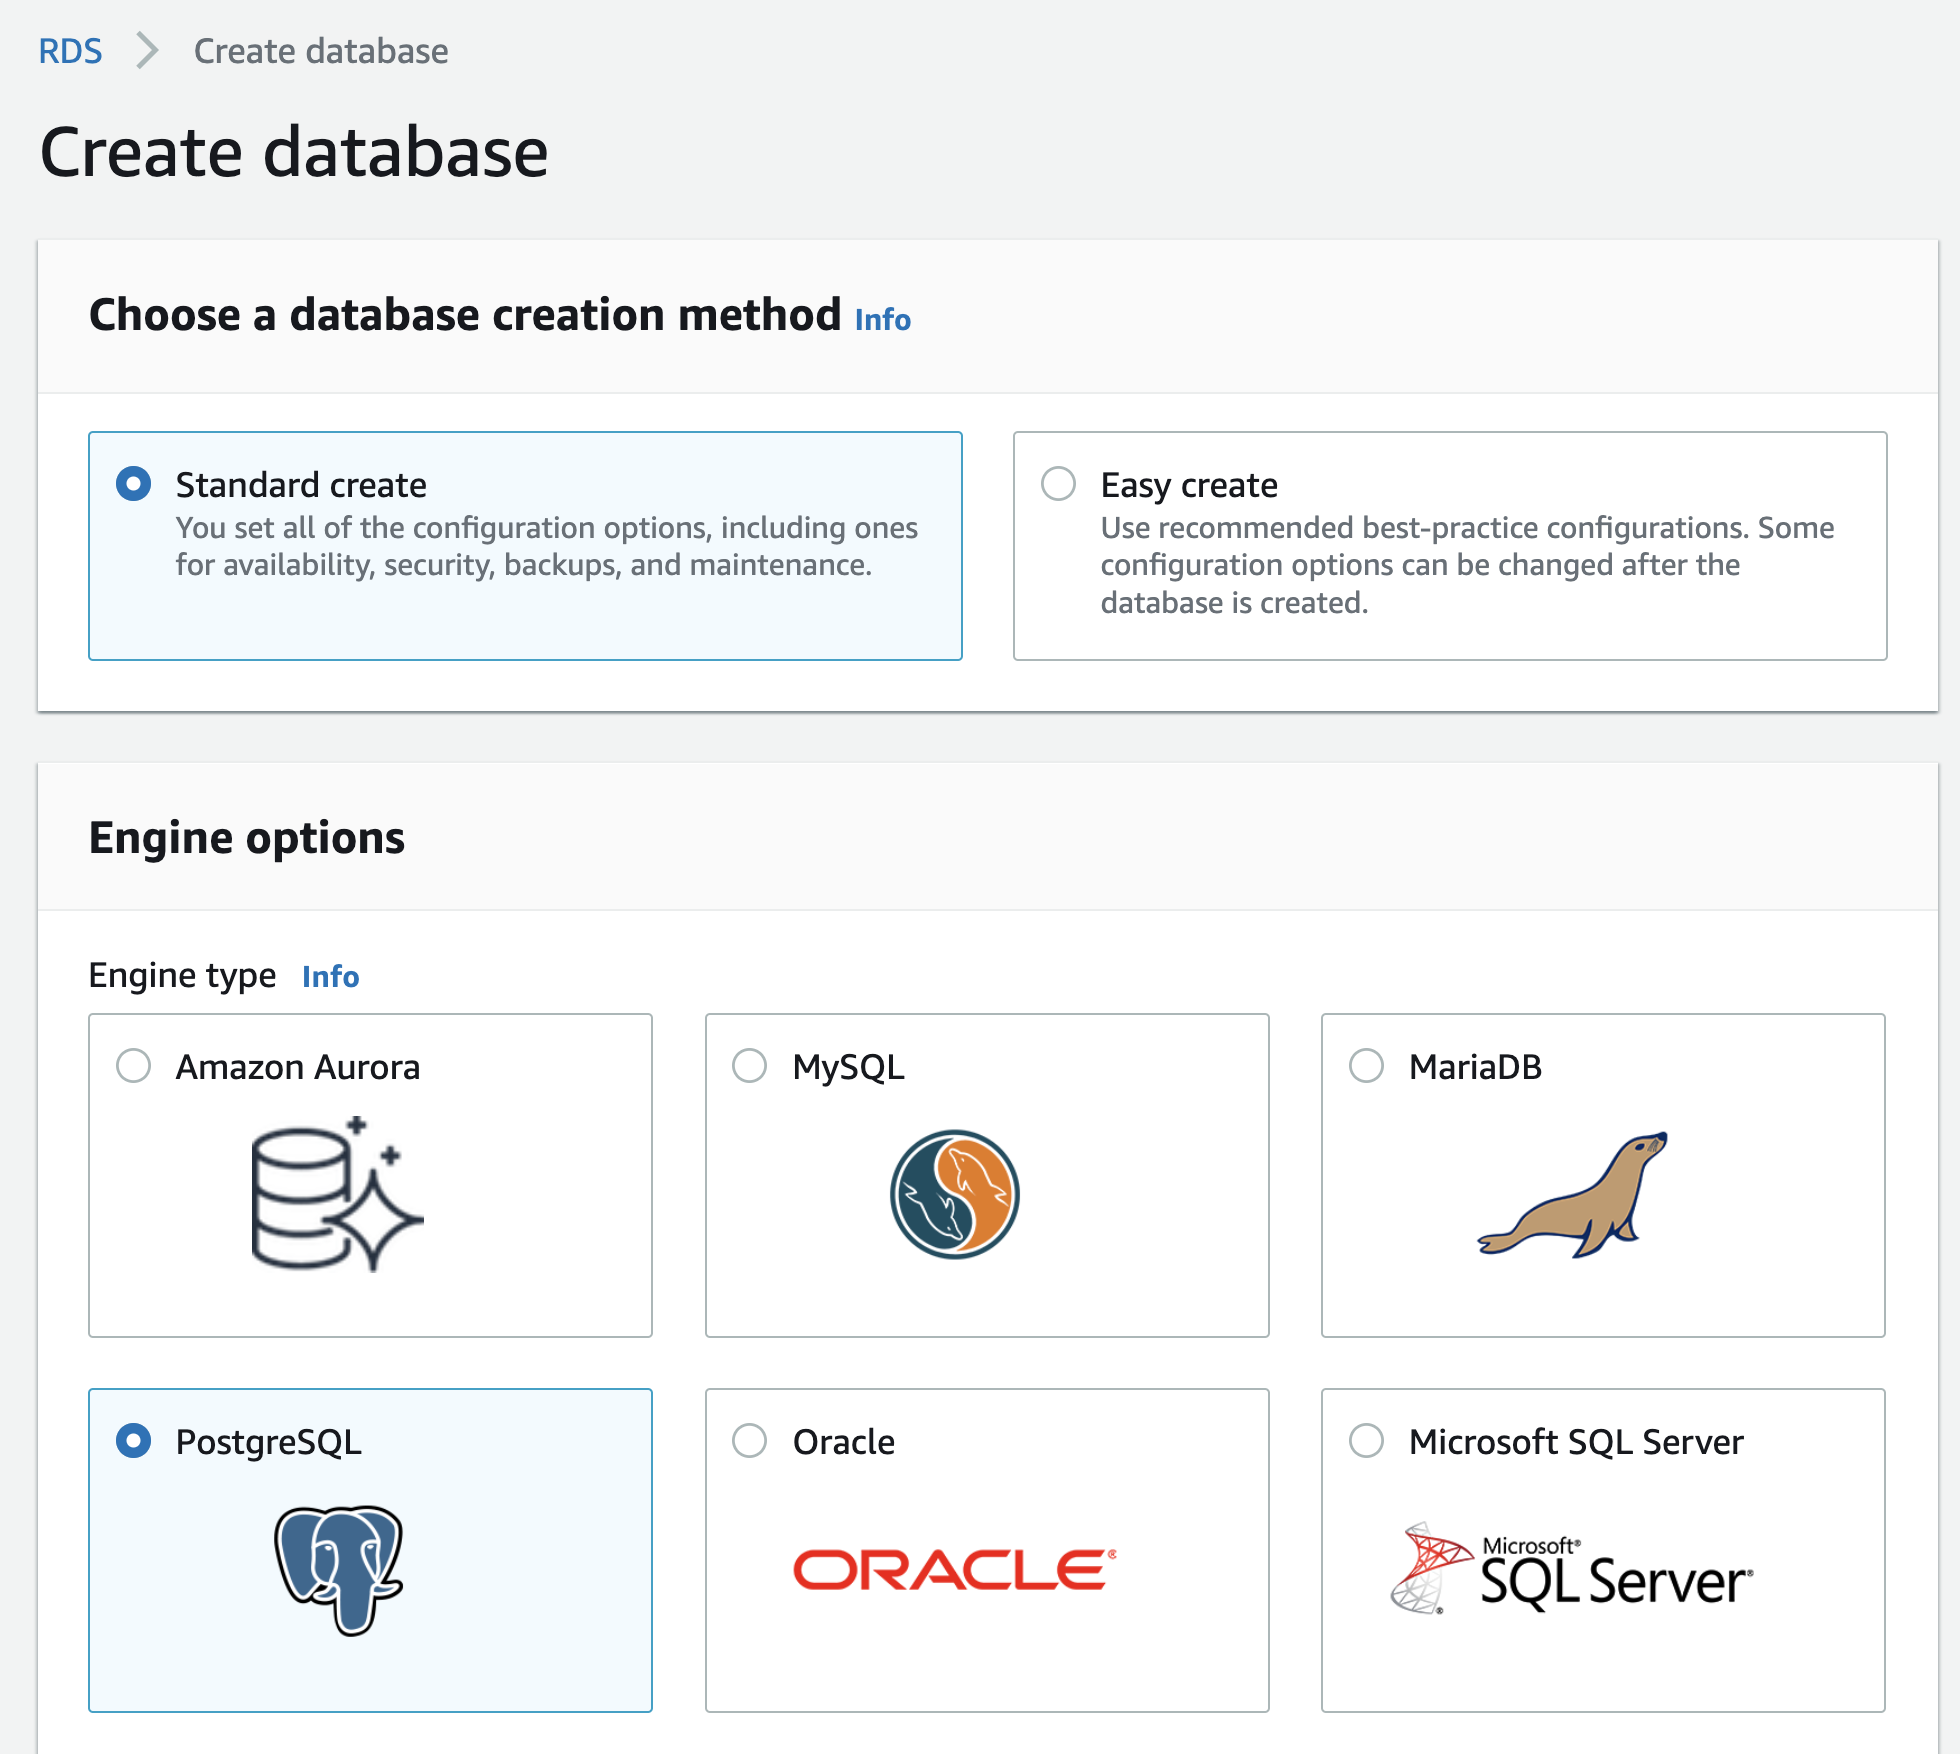 RDS > Create database
Create database
Choose a database creation method Info
Standard create
You set all of the configuration options, including ones
for availability, security, backups, and maintenance.
Easy create
Use recommended best-practice configurations. Some
configuration options can be changed after the
database is created.
Engine options
Engine type Info
Amazon Aurora
MySQL
MariaDB
PostgreSQL
Oracle
ORACLE®
Microsoft SQL Server
Microsoft®
SQL Server®